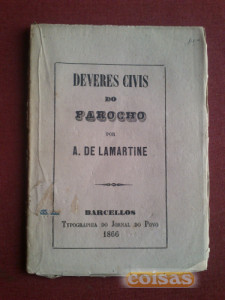 DEVERES CIVIS
DO
PAROCHO
POR
A. DE LAMARTINE
BARCELLOS
TYPOGRAPHIA DO JORNAL DO POVO
1866
coisas